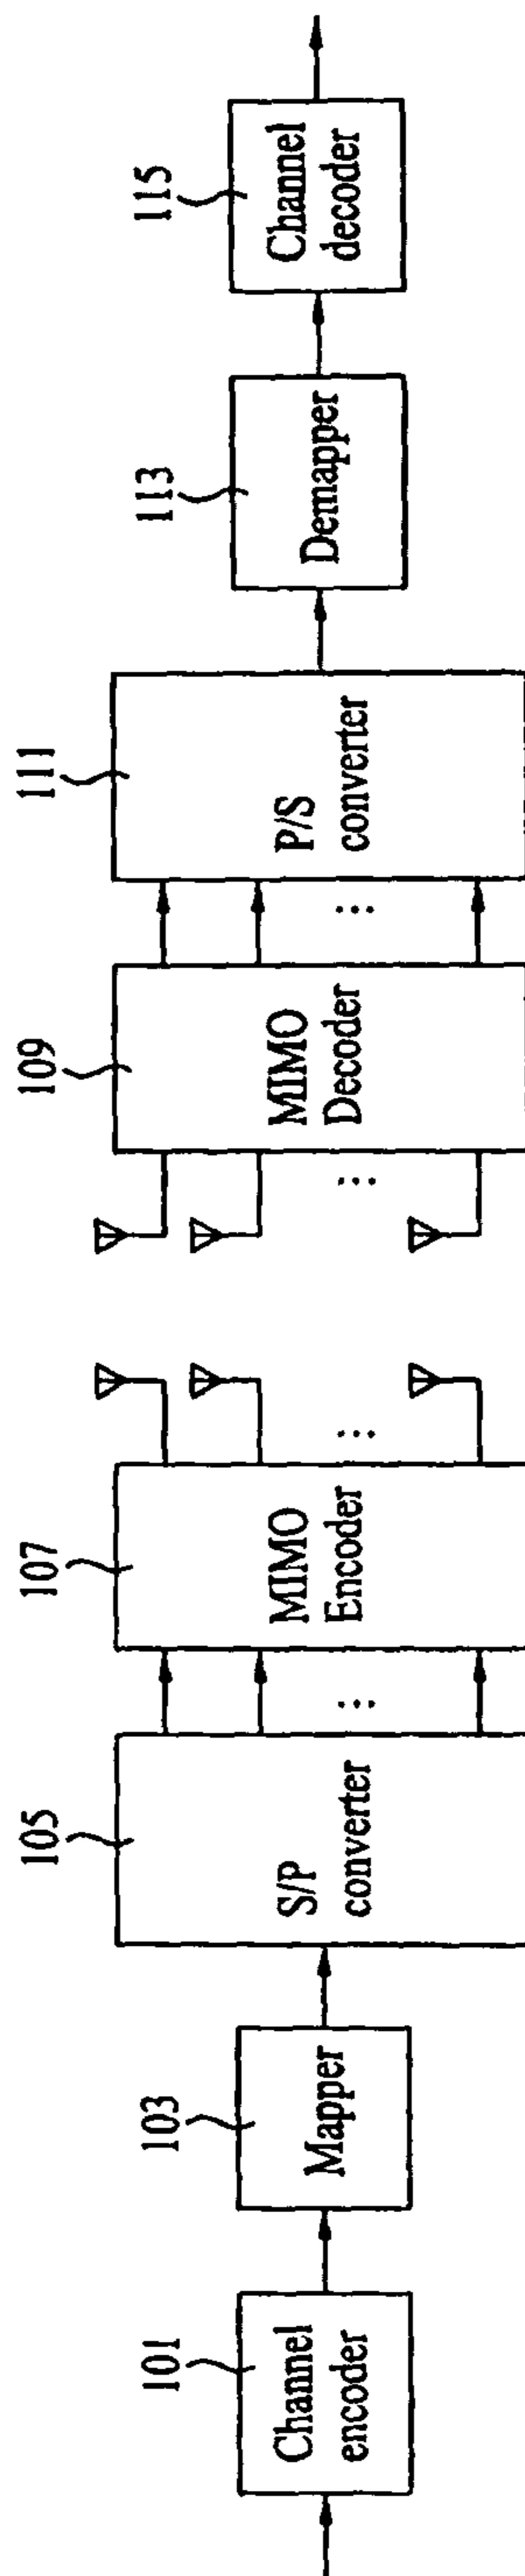 101
Channel
encoder
103
Mapper
105
S/P
converter
107
MIMO
Encoder
109
MIMO
Decoder
111
P/S
converter
113
Demapper
115
Channel
decoder